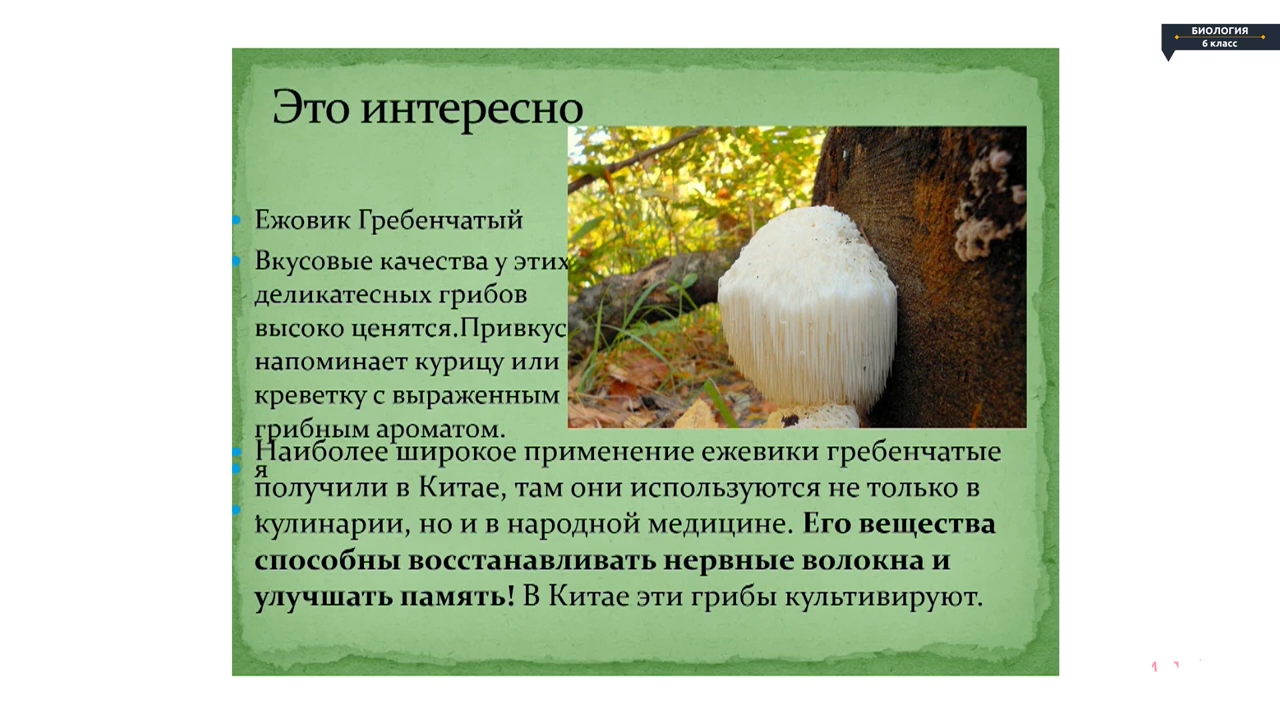 БИОЛОГИЯ
6 класс
Это интересно
Ежовик Гребенчатый
Вкусовые качества у этих
деликатесных грибов
высоко ценятся.Привкус
напоминает курицу или
креветку с выраженным
грибным ароматом.
Наиболее широкое применение ежевики гребенчатые
я
получили в Китае, там они используются не только в
кулинарии, но и в народной медицине. Его вещества
способны восстанавливать нервные волокна и
улучшать память! В Китае эти грибы культивируют.